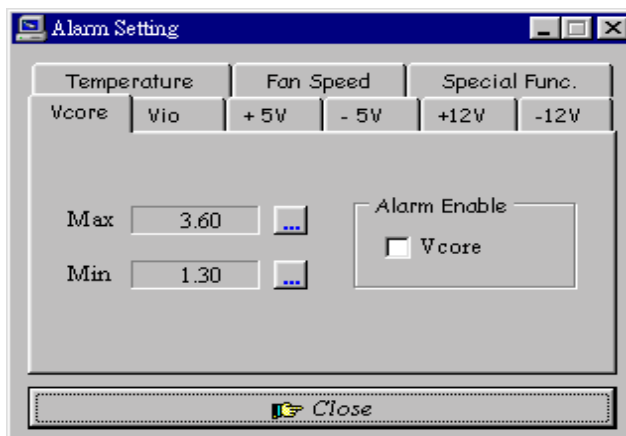 Alarm Setting
Temperature Fan Speed Special Func.
Vcore Vio + 5V - 5V +12V -12V
Max 3.60 ... Alarm Enable
Vcore
Min 1.30 ...
Close